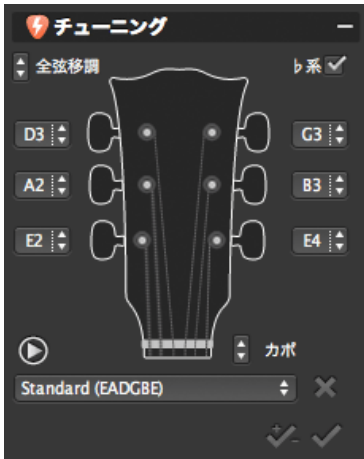 チューニング
全弦移調
♭系
D3
G3
A2
B3
E2
E4
カポ
Standard (EADGBE)